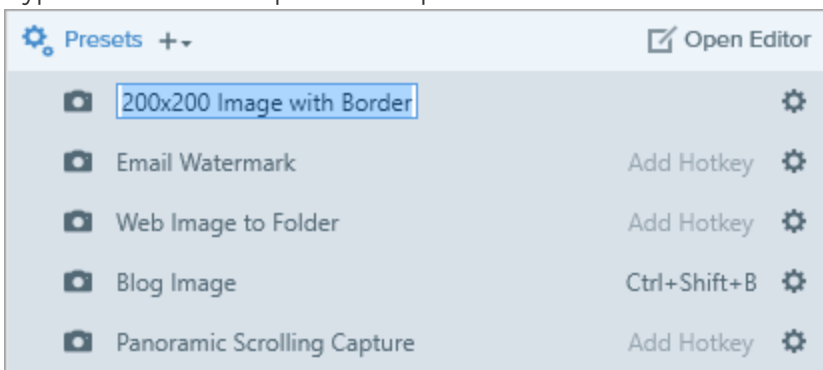 Presets
Open Editor
200x200 Image with Border
Email Watermark Add Hotkey
Web Image to Folder Add Hotkey
Blog Image Ctrl+Shift+B
Panoramic Scrolling Capture Add Hotkey